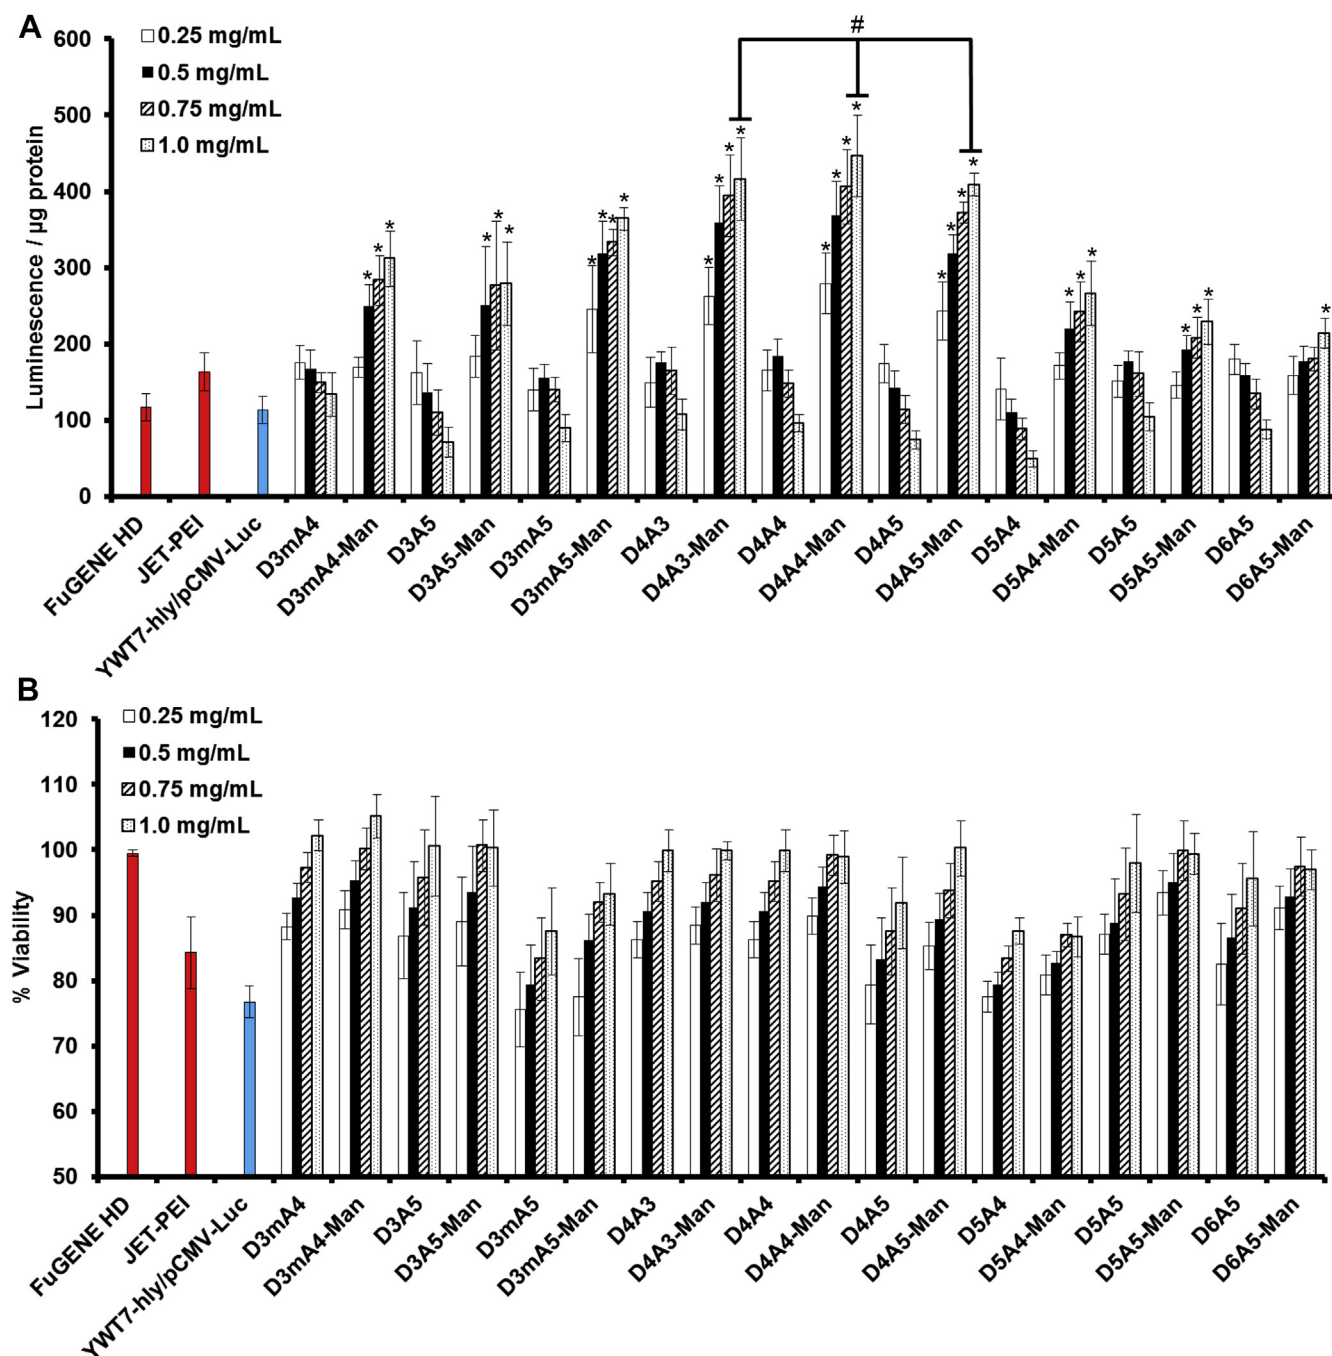 A
600
500
400
300
200
100
0
Luminescence / µg protein
0.25 mg/mL
0.5 mg/mL
0.75 mg/mL
1.0 mg/mL
#
* * *
* * *
* * * *
* * * *
* * * *
* * * *
* * *
* * *
*
FuGENE HD
JET-PEI
YWT7-hly/pCMV-Luc
D3mA4
D3mA4-Man
D3A5
D3A5-Man
D3mA5
D3mA5-Man
D4A3
D4A3-Man
D4A4
D4A4-Man
D4A5
D4A5-Man
D5A4
D5A4-Man
D5A5
D5A5-Man
D6A5
D6A5-Man
B
120
110
100
90
80
70
60
50
% Viability
0.25 mg/mL
0.5 mg/mL
0.75 mg/mL
1.0 mg/mL
FuGENE HD
JET-PEI
YWT7-hly/pCMV-Luc
D3mA4
D3mA4-Man
D3A5
D3A5-Man
D3mA5
D3mA5-Man
D4A3
D4A3-Man
D4A4
D4A4-Man
D4A5
D4A5-Man
D5A4
D5A4-Man
D5A5
D5A5-Man
D6A5
D6A5-Man